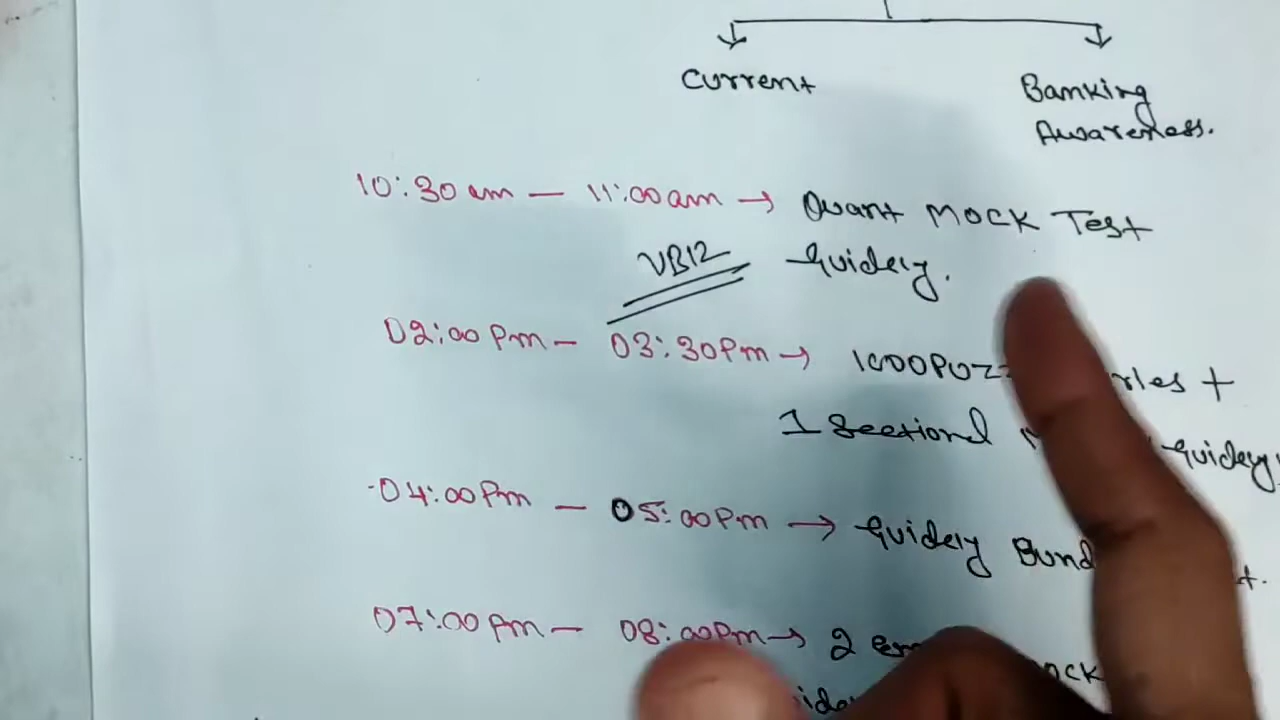 Current
Banking
Awareness.
10:30 am — 11:00 am → Quant MOCK Test
Guidely.
VB12
02:00 Pm — 03:30 Pm → 1000
+
1 Sectional Guidely
04:00 Pm — 05:00 Pm → Guidely
07:00 Pm — 08:00 Pm → 2